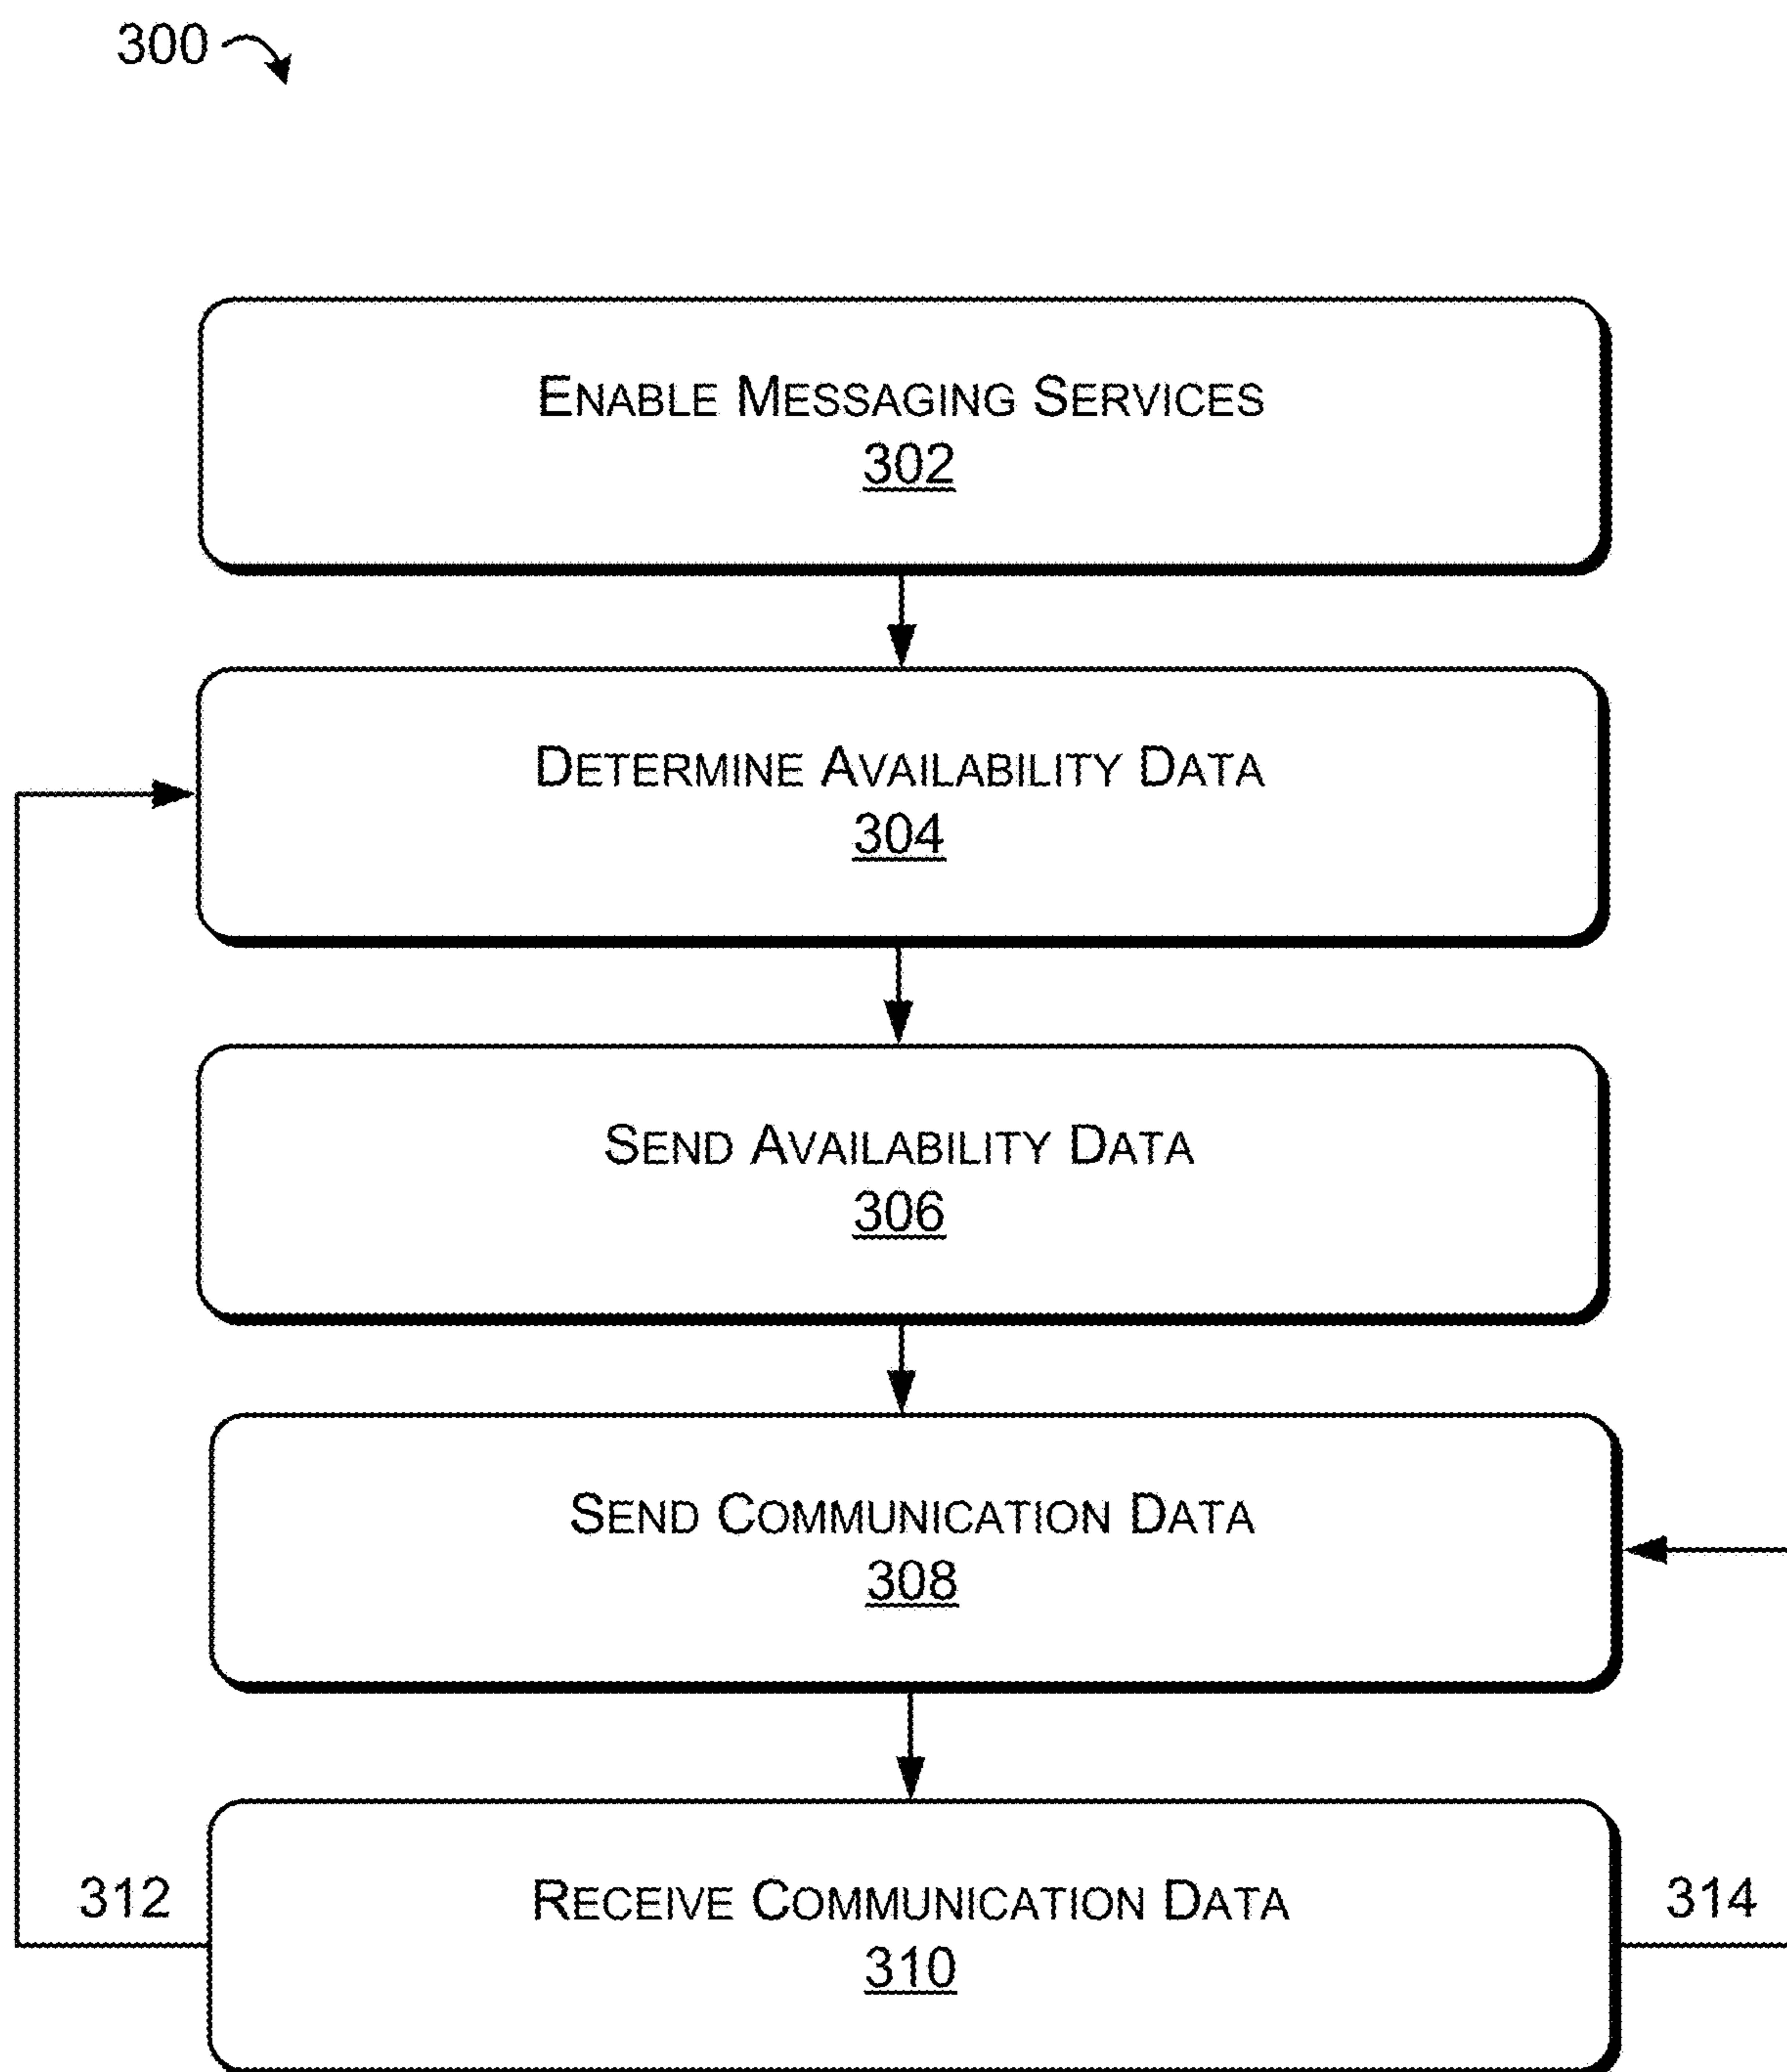 300
ENABLE MESSAGING SERVICES
302
DETERMINE AVAILABILITY DATA
304
SEND AVAILABILITY DATA
306
SEND COMMUNICATION DATA
308
312
RECEIVE COMMUNICATION DATA
314
310